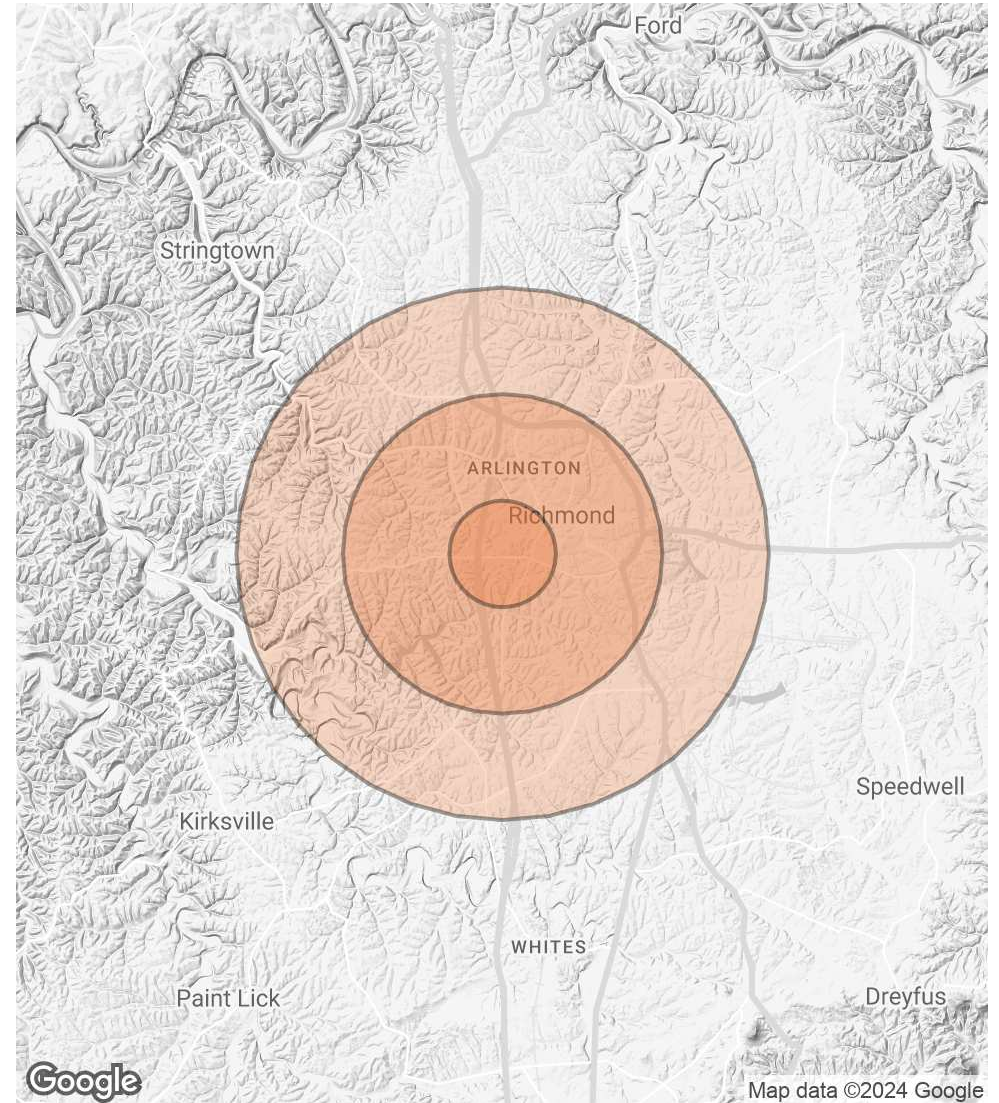 Ford
Stringtown
ARLINGTON
Richmond
Speedwell
Kirksville
WHITES
Paint Lick
Dreyfus
Google
Map data ©2024 Google